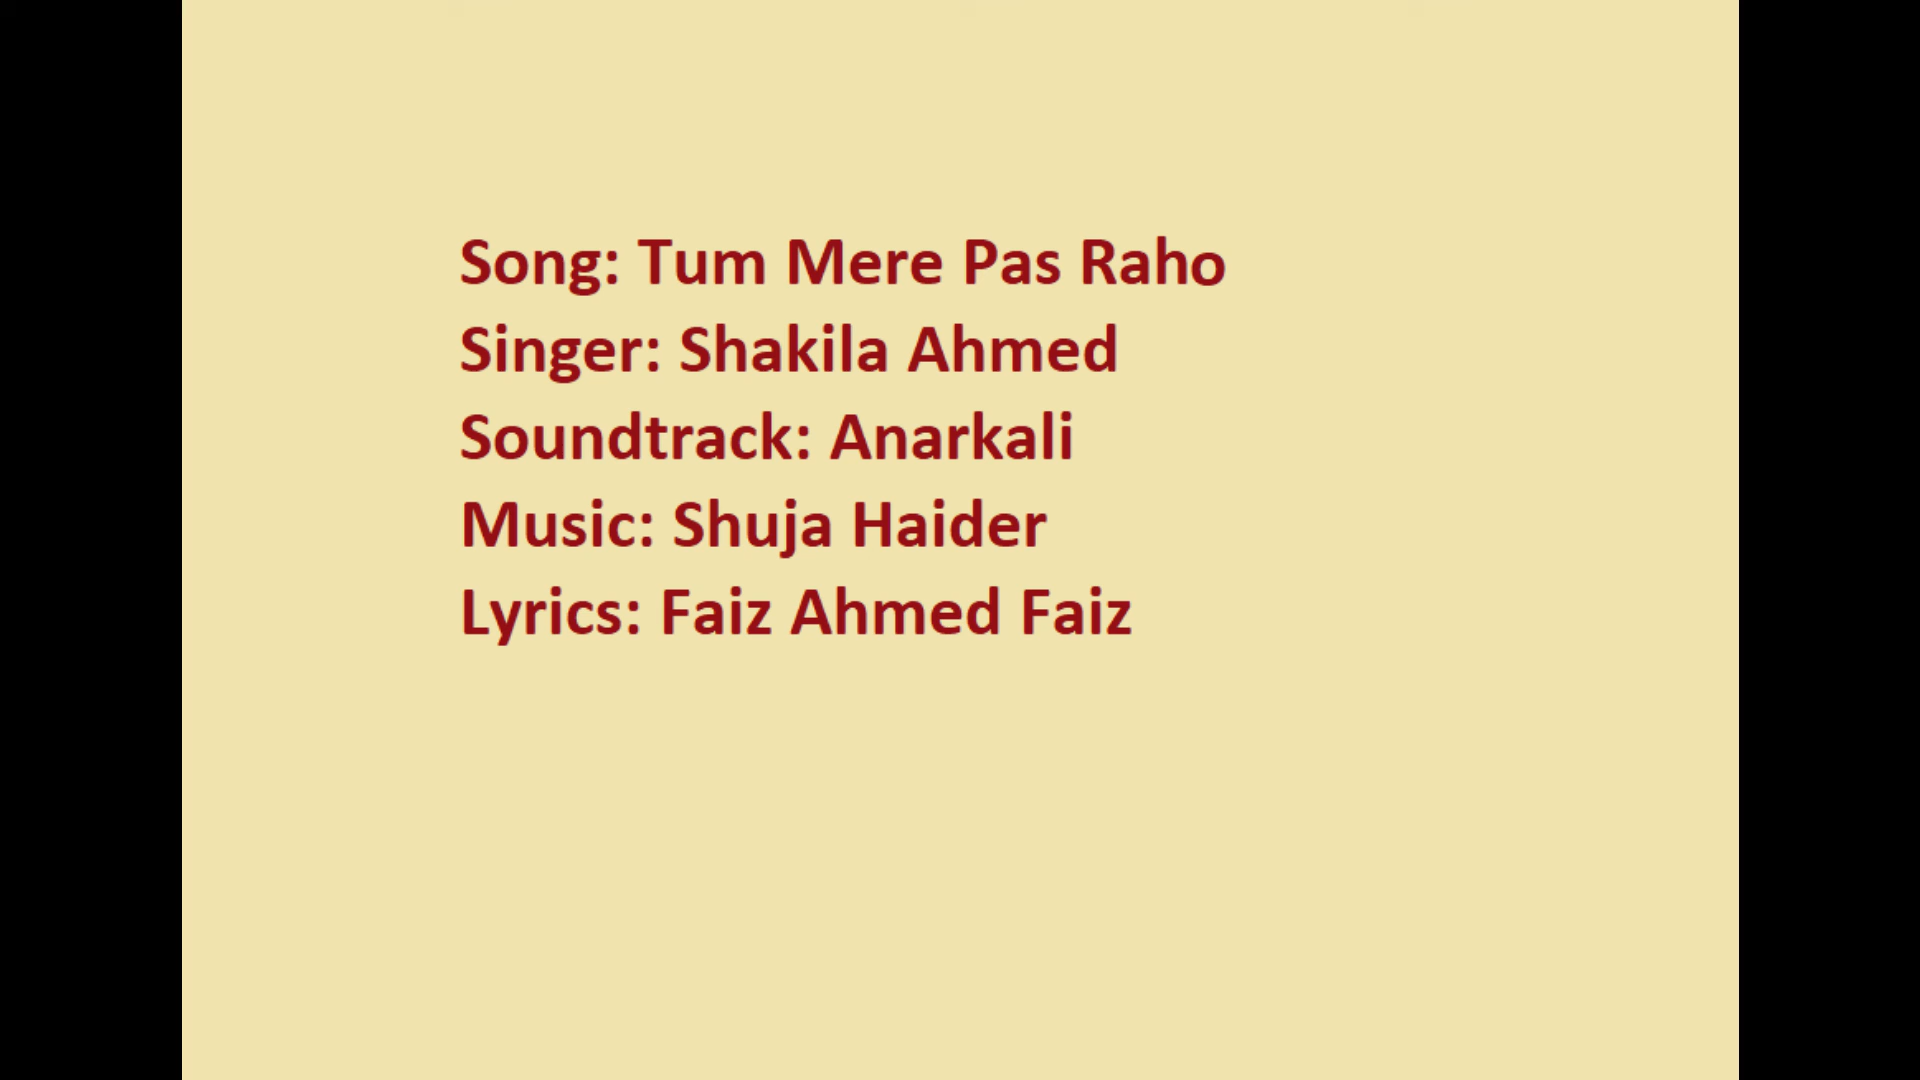 Song: Tum Mere Pas Raho
Singer: Shakila Ahmed
Soundtrack: Anarkali
Music: Shuja Haider
Lyrics: Faiz Ahmed Faiz